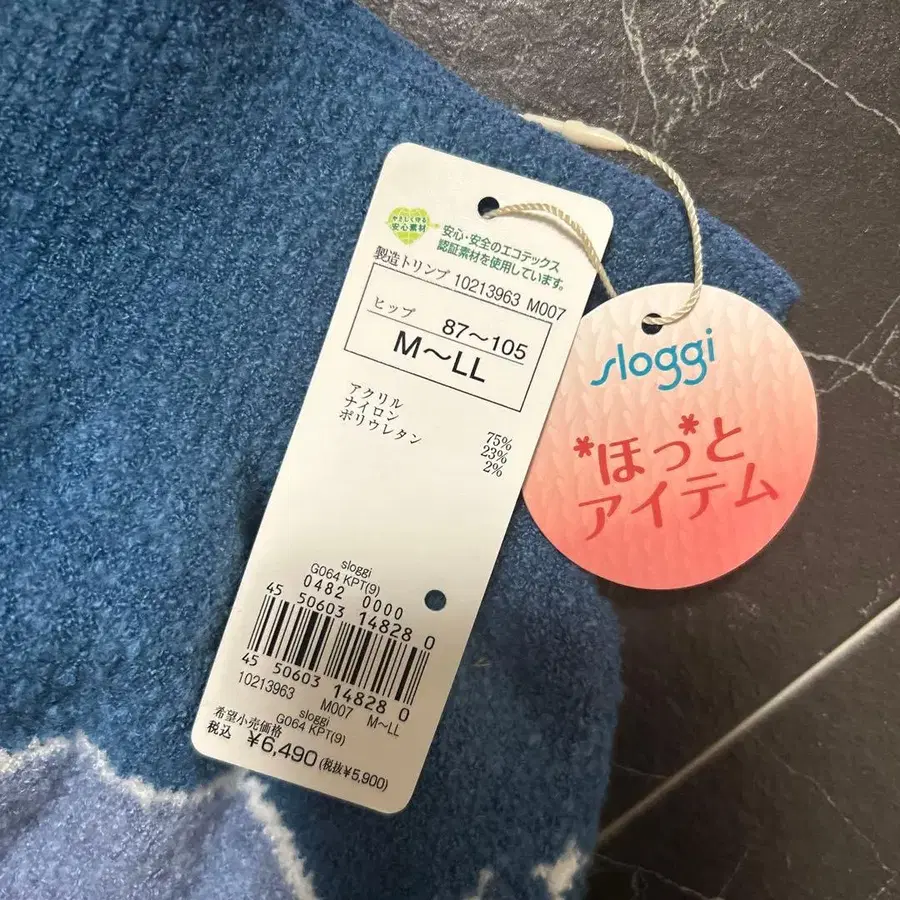 やさしく守る
安心素材
安心・安全のエコテックス
認証素材を使用しています。
製造トリンプ 10213963 M007
ヒップ 87～105
M～LL
アクリル 75%
ナイロン 23%
ポリウレタン 2%
sloggi
G064 KPT(9)
0482 0000
45 50603 14828 0
45 50603 14828 0
10213963 M007 M～LL
sloggi
G064 KPT(9)
希望小売価格
税込 ¥6,490 (税抜¥5,900)
sloggi
*ほっ*と
アイテム